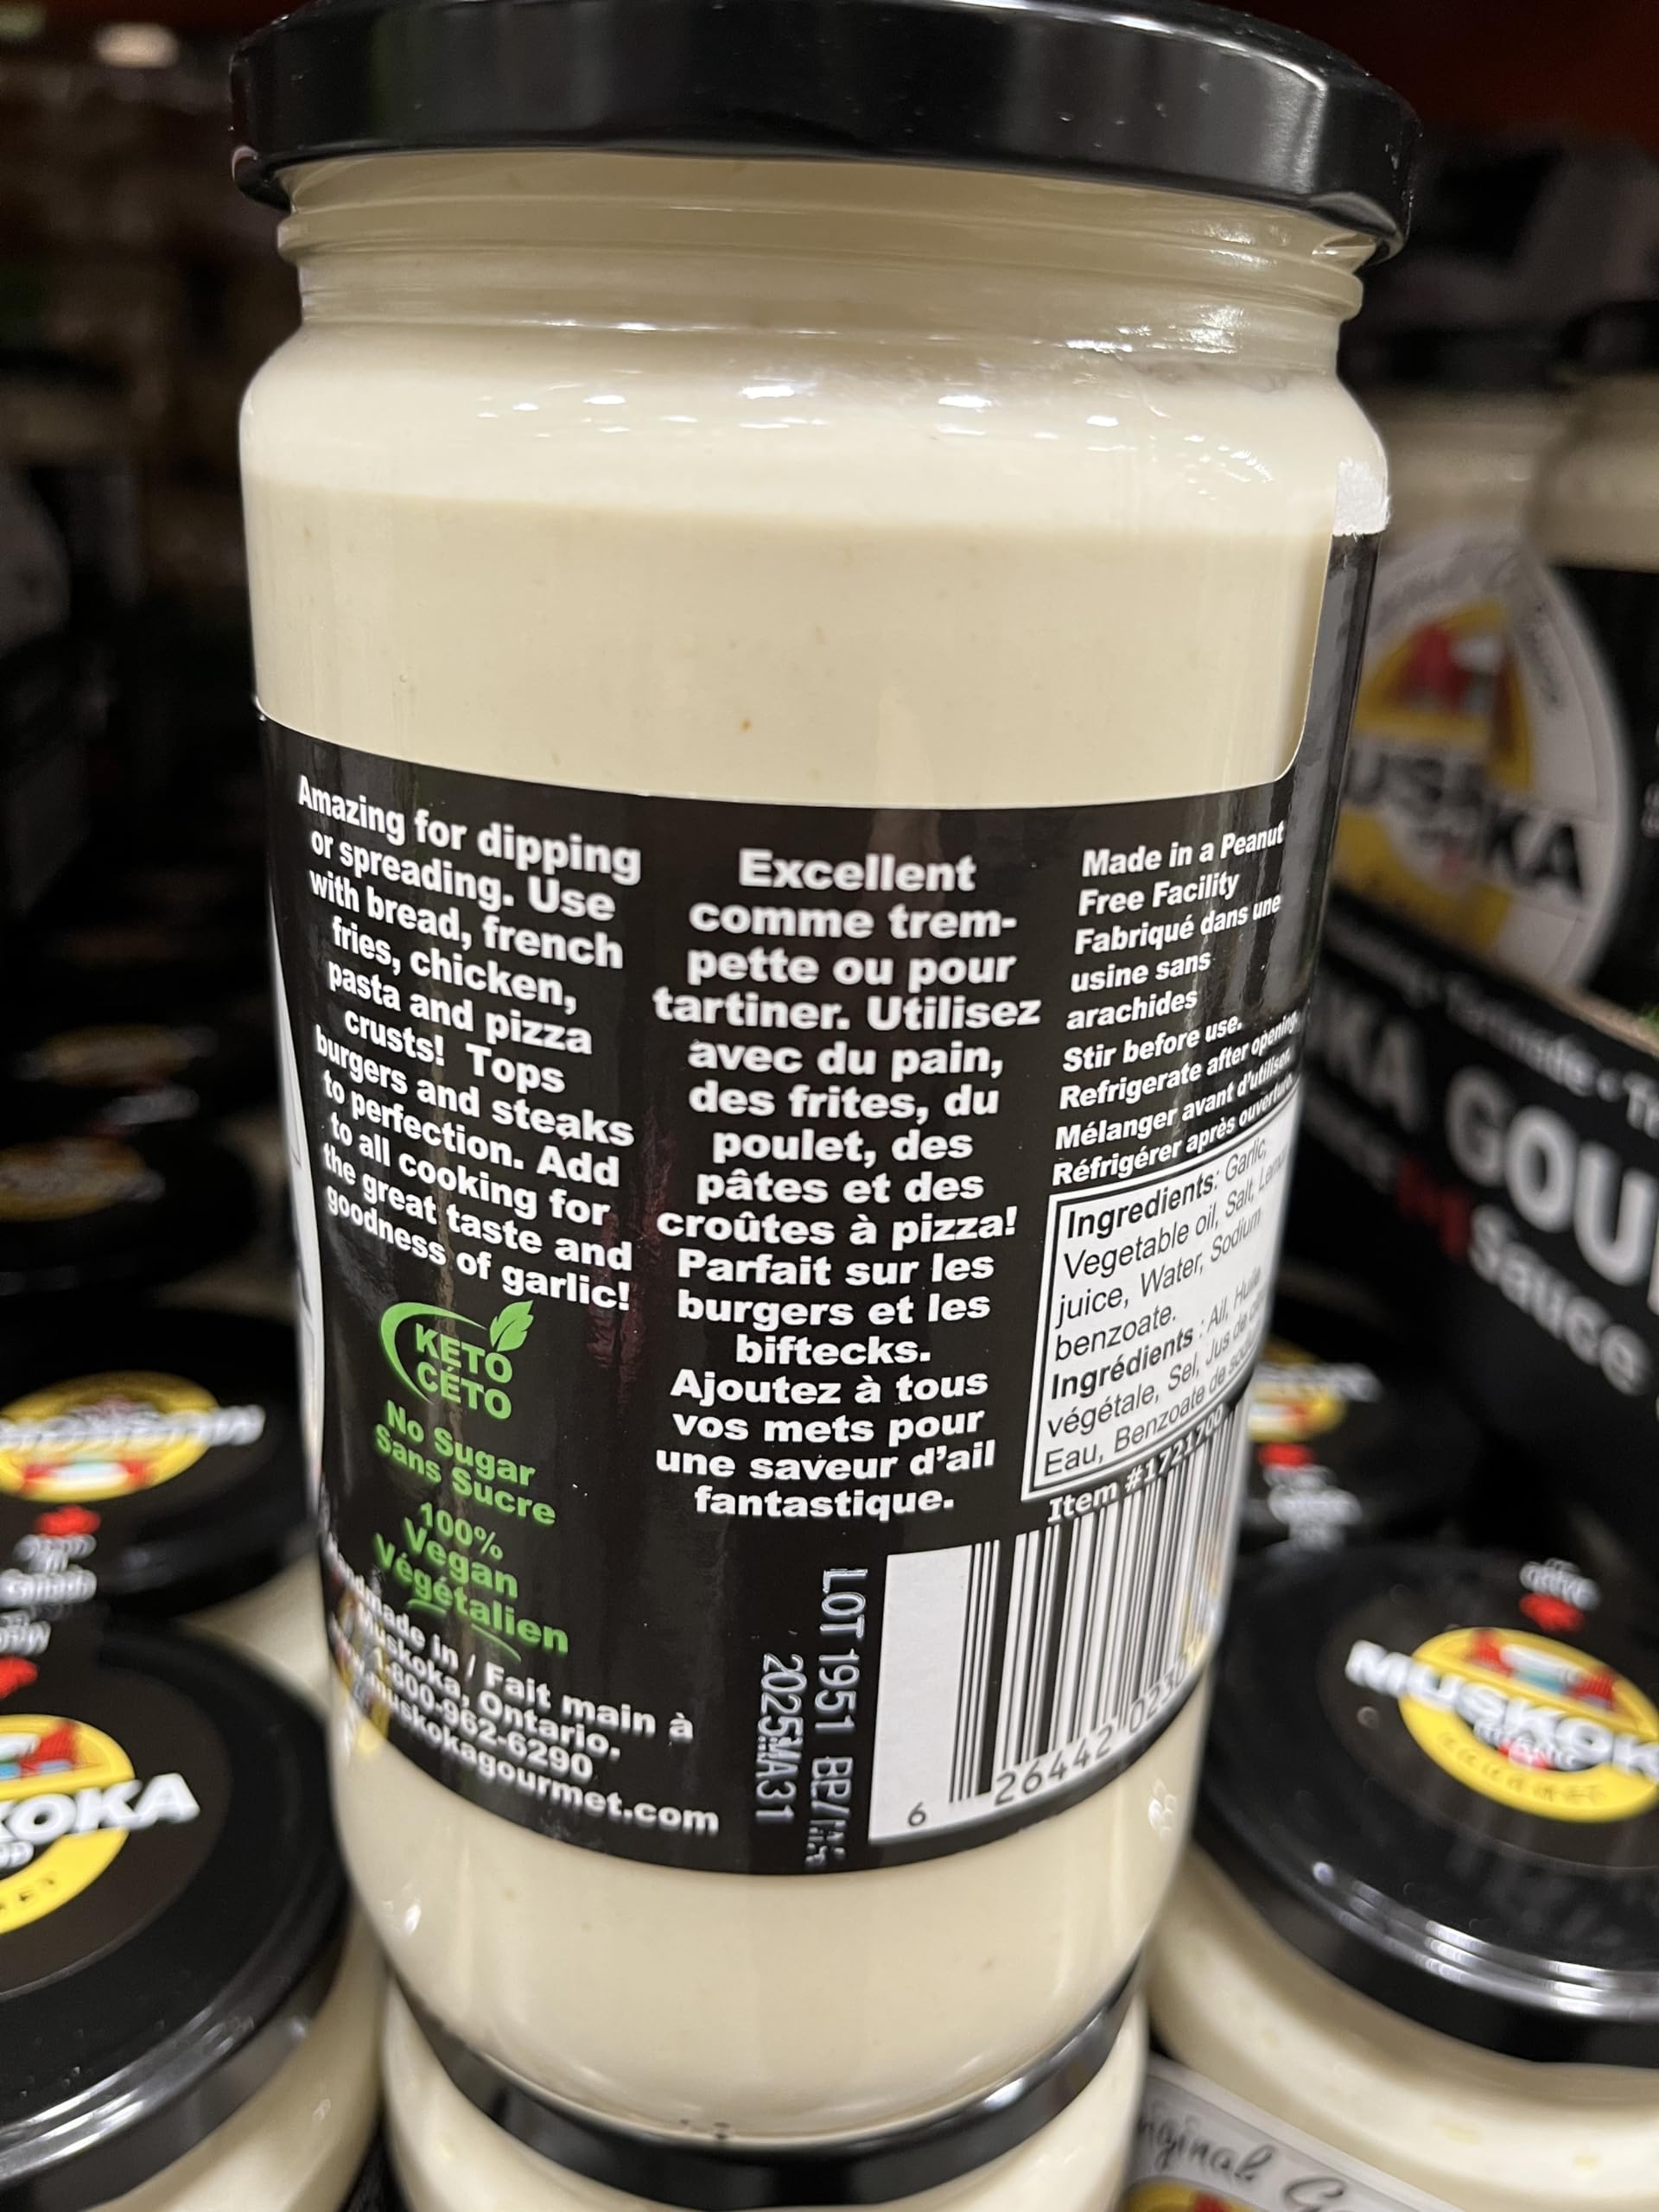 Amazing for dipping
or spreading. Use
with bread, french
fries, chicken,
pasta and pizza
crusts! Tops
burgers and steaks
to perfection. Add
to all cooking for
the great taste and
goodness of garlic!
KETO
CÉTO
No Sugar
Sans Sucre
100%
Vegan
Végétalien
made in / Fait main à
Muskoka, Ontario.
1-800-962-6290
muskokagourmet.com
Excellent
comme trem-
pette ou pour
tartiner. Utilisez
avec du pain,
des frites, du
poulet, des
pâtes et des
croûtes à pizza!
Parfait sur les
burgers et les
biftecks.
Ajoutez à tous
vos mets pour
une saveur d'ail
fantastique.
LOT 1951
2025MA31
Made in a Peanut
Free Facility
Fabriqué dans une
usine sans
arachides
Stir before use.
Refrigerate after opening.
Mélanger avant d'utiliser.
Réfrigérer après ouverture.
Ingredients: Garlic,
Vegetable oil, Salt,
juice, Water, Sodium
benzoate.
Ingrédients : Ail, Huile
végétale, Sel, Jus de
Eau, Benzoate de
Item #1721700
6 26442
GOU
Sauce